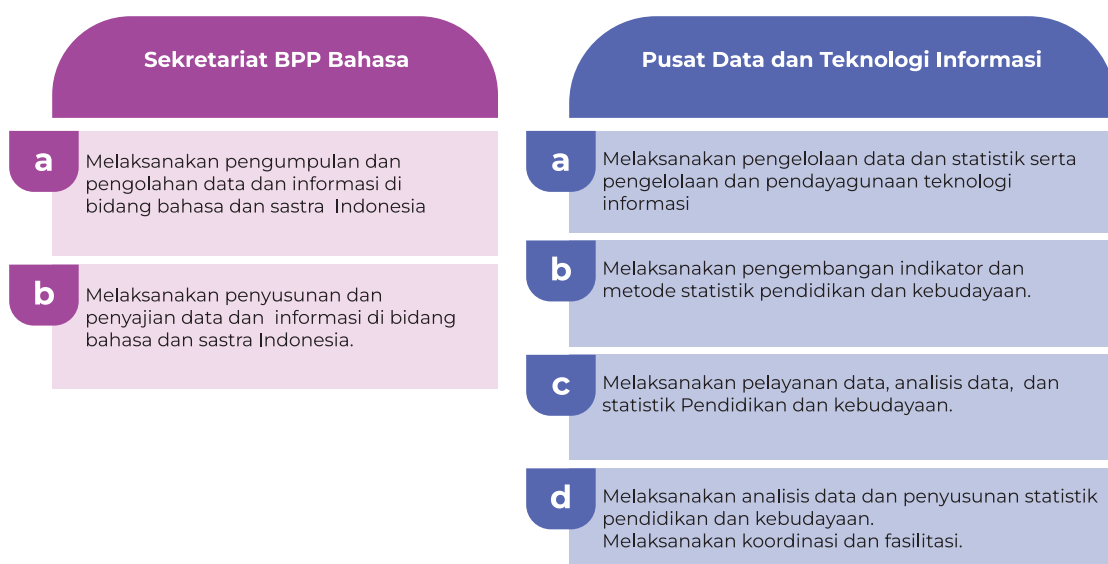 Sekretariat BPP Bahasa
a
Melaksanakan pengumpulan dan
pengolahan data dan informasi di
bidang bahasa dan sastra Indonesia
b
Melaksanakan penyusunan dan
penyajian data dan informasi di bidang
bahasa dan sastra Indonesia.
Pusat Data dan Teknologi Informasi
a
Melaksanakan pengelolaan data dan statistik serta
pengelolaan dan pendayagunaan teknologi
informasi
b
Melaksanakan pengembangan indikator dan
metode statistik pendidikan dan kebudayaan.
c
Melaksanakan pelayanan data, analisis data, dan
statistik Pendidikan dan kebudayaan.
d
Melaksanakan analisis data dan penyusunan statistik
pendidikan dan kebudayaan.
Melaksanakan koordinasi dan fasilitasi.